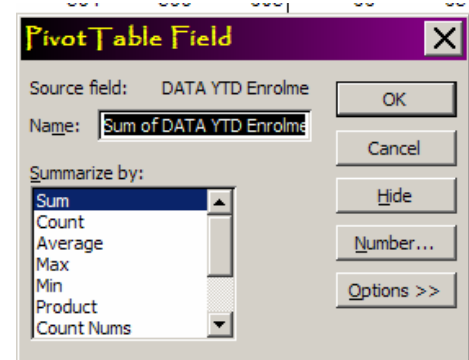 PivotTable Field
Source field: DATA YTD Enrolme
OK
Name: Sum of DATA YTD Enrolme
Cancel
Summarize by:
Sum
Hide
Count
Average
Number...
Max
Min
Options >>
Product
Count Nums